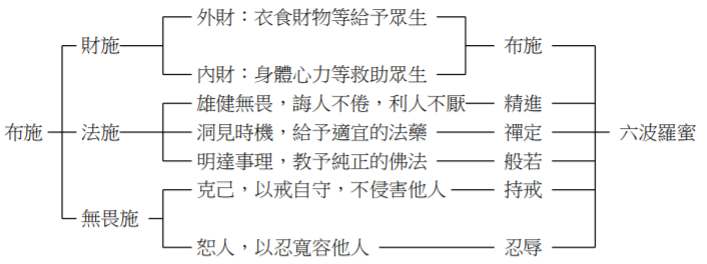 外財：衣食財物等給予眾生
財施
布施
內財：身體心力等救助眾生
雄健無畏，誨人不倦，利人不厭
精進
布施
法施
洞見時機，給予適宜的法藥
禪定
六波羅蜜
明達事理，教予純正的佛法
般若
克己，以戒自守，不侵害他人
持戒
無畏施
恕人，以忍寬容他人
忍辱